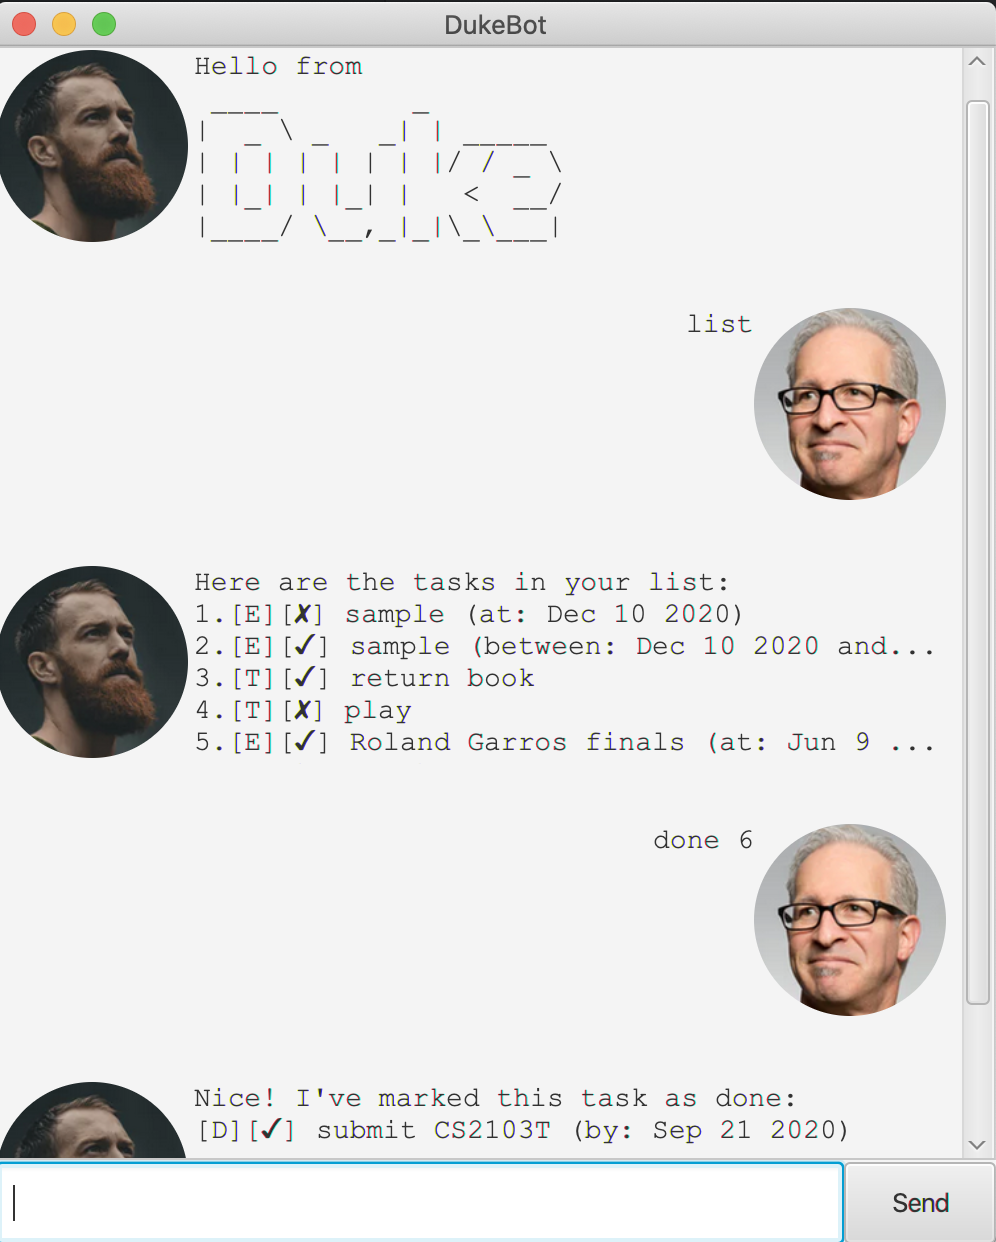 DukeBot
Hello from
 ____        _
|  _ \ _   _| | _____
| | | | | | | |/ / _ \
| |_| | |_| |   <  __/
|____/ \__,_|_|\_\___|
list
Here are the tasks in your list:
1.[E][✗] sample (at: Dec 10 2020)
2.[E][✓] sample (between: Dec 10 2020 and...
3.[T][✓] return book
4.[T][✗] play
5.[E][✓] Roland Garros finals (at: Jun 9 ...
done 6
Nice! I've marked this task as done:
[D][✓] submit CS2103T (by: Sep 21 2020)
Send